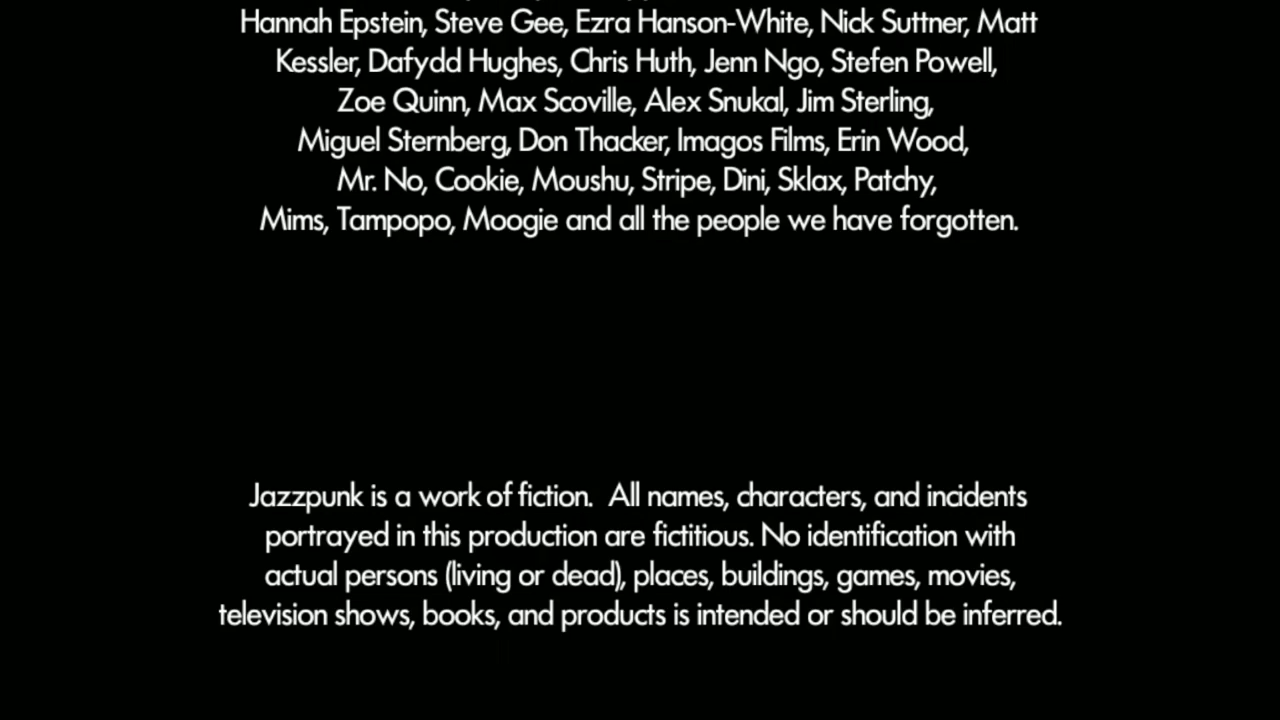 Hannah Epstein, Steve Gee, Ezra Hanson-White, Nick Suttner, Matt
Kessler, Dafydd Hughes, Chris Huth, Jenn Ngo, Stefen Powell,
Zoe Quinn, Max Scoville, Alex Snukal, Jim Sterling,
Miguel Sternberg, Don Thacker, Imagos Films, Erin Wood,
Mr. No, Cookie, Moushu, Stripe, Dini, Sklax, Patchy,
Mims, Tampopo, Moogie and all the people we have forgotten.
Jazzpunk is a work of fiction.  All names, characters, and incidents
portrayed in this production are fictitious. No identification with
actual persons (living or dead), places, buildings, games, movies,
television shows, books, and products is intended or should be inferred.